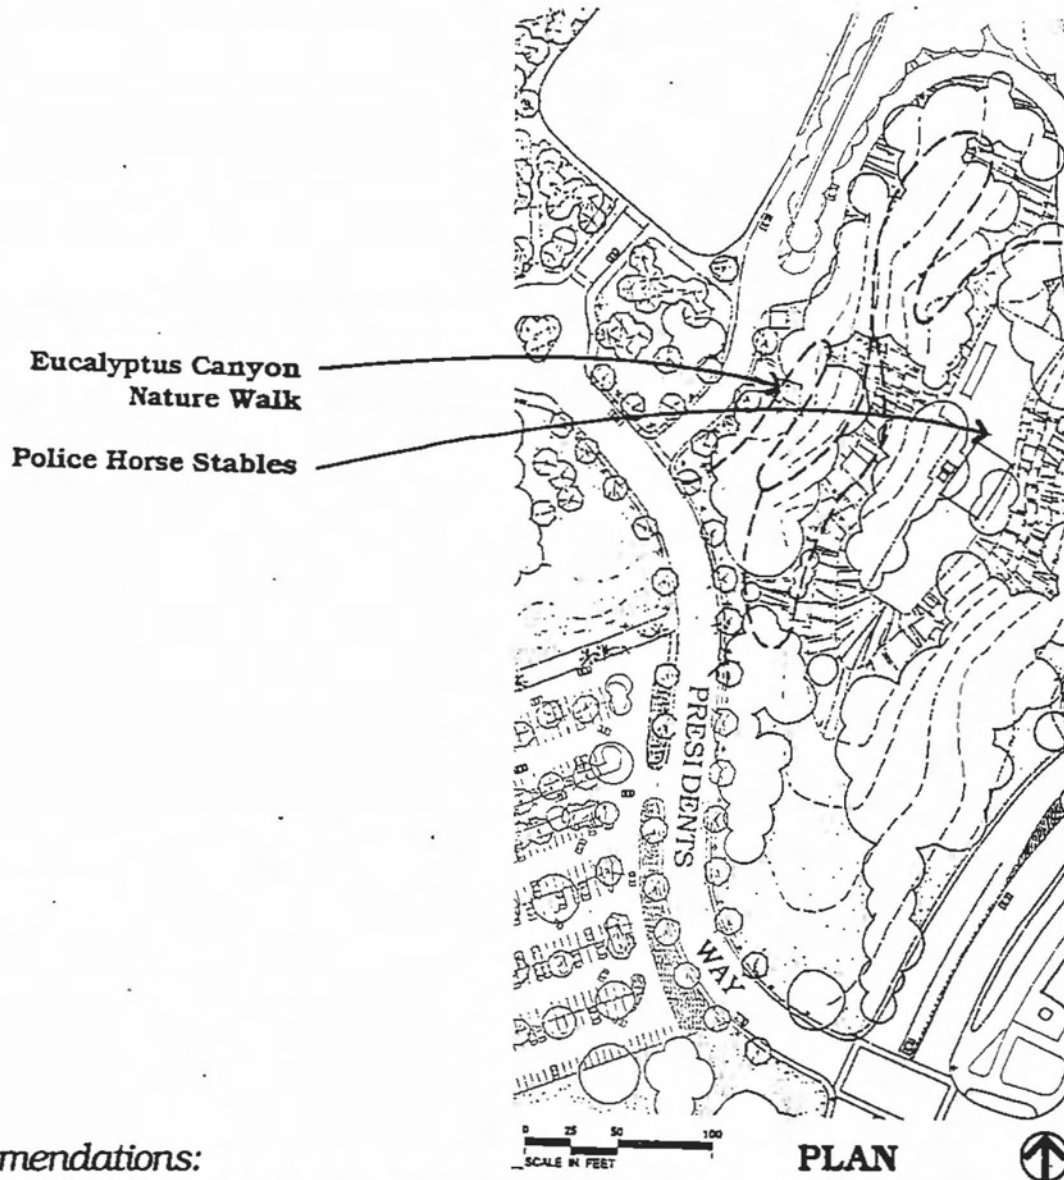 Eucalyptus Canyon
Nature Walk
Police Horse Stables
PRESIDENTS
WAY
0 25 50 100
SCALE IN FEET
PLAN
mendations: